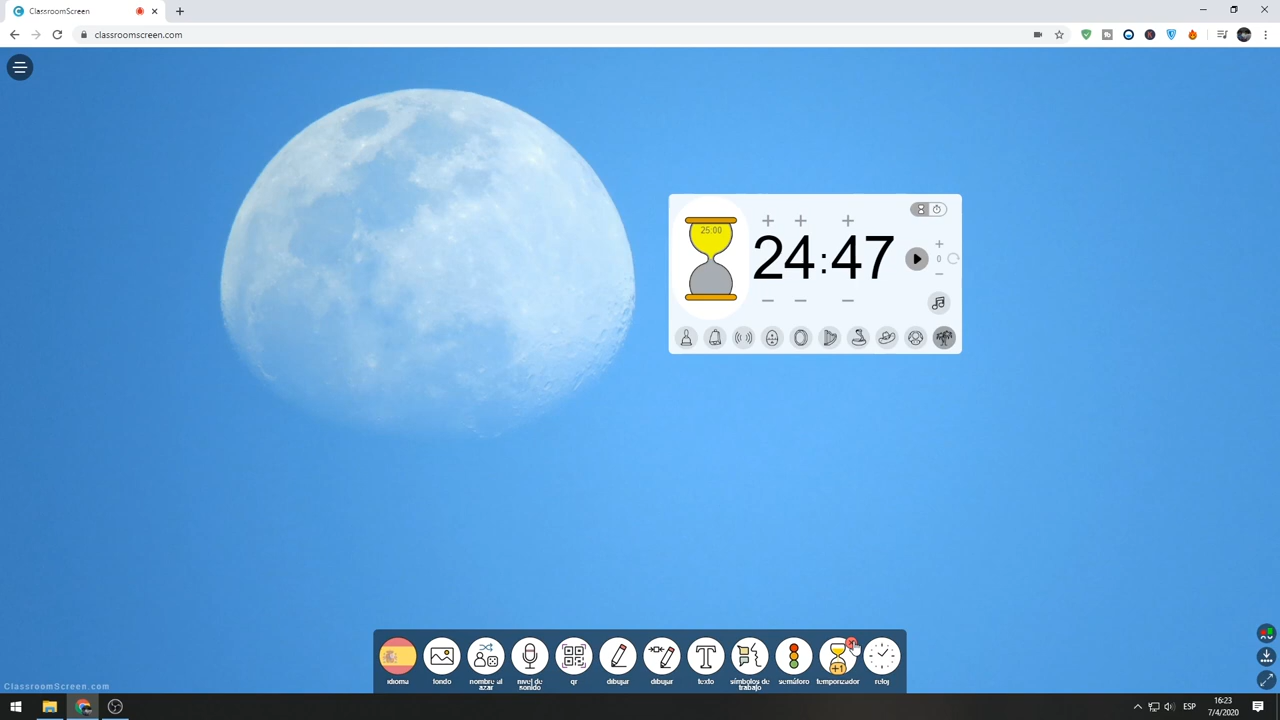 ClassroomScreen
classroomscreen.com
25:00
24:47
0
+1
idioma
fondo
nombre al azar
nivel de sonido
qr
dibujar
dibujar
texto
símbolos de trabajo
semáforo
temporizador
reloj
ClassroomScreen.com
ESP
16:23
7/4/2020